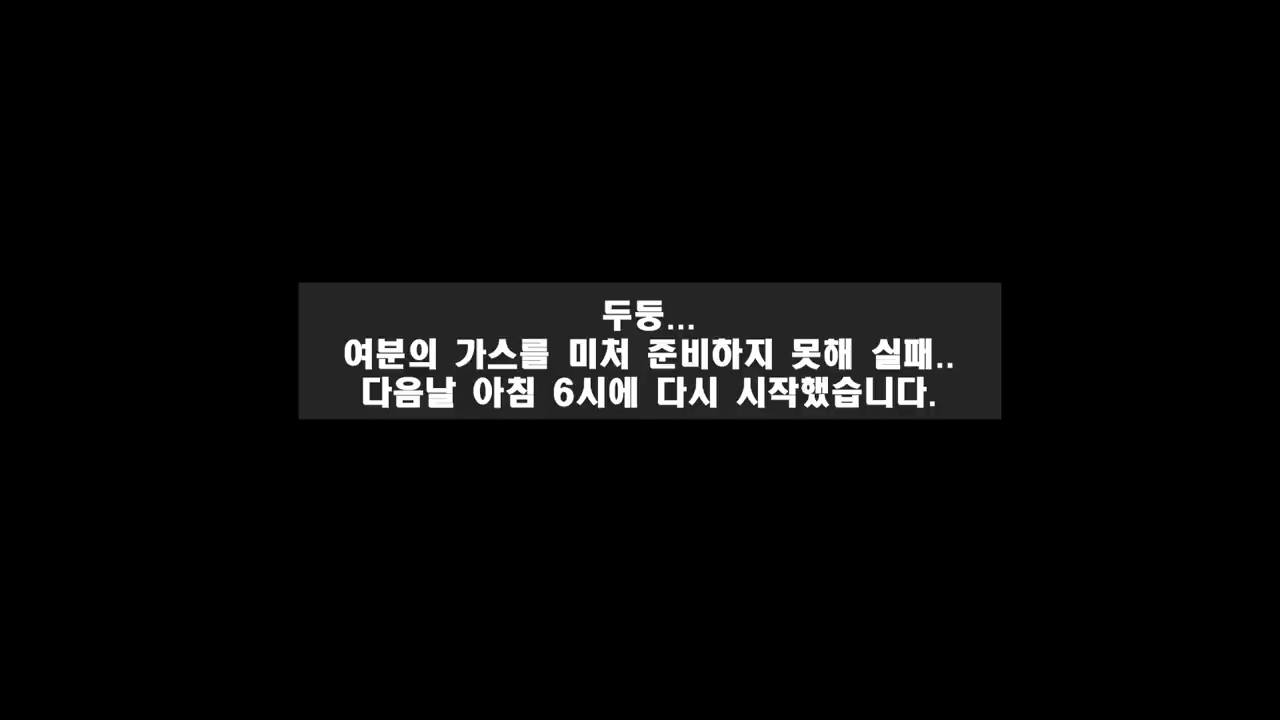 두둥...
여분의 가스를 미처 준비하지 못해 실패..
다음날 아침 6시에 다시 시작했습니다.